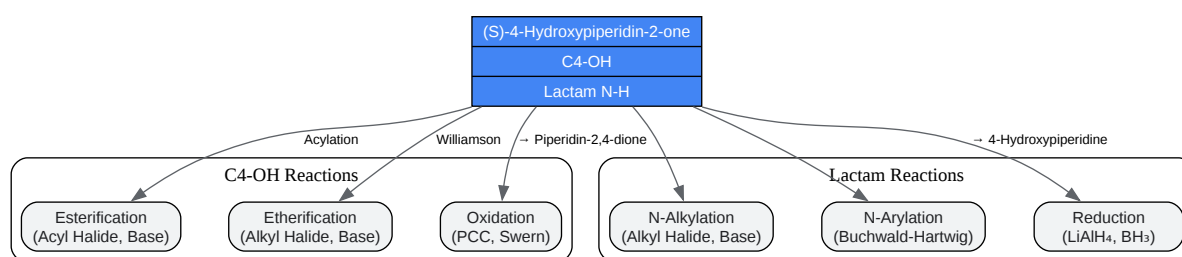 (S)-4-Hydroxypiperidin-2-one
C4-OH
Lactam N-H
Acylation
Williamson
→ Piperidin-2,4-dione
→ 4-Hydroxypiperidine
C4-OH Reactions
Lactam Reactions
Esterification
(Acyl Halide, Base)
Etherification
(Alkyl Halide, Base)
Oxidation
(PCC, Swern)
N-Alkylation
(Alkyl Halide, Base)
N-Arylation
(Buchwald-Hartwig)
Reduction
(LiAlH₄, BH₃)